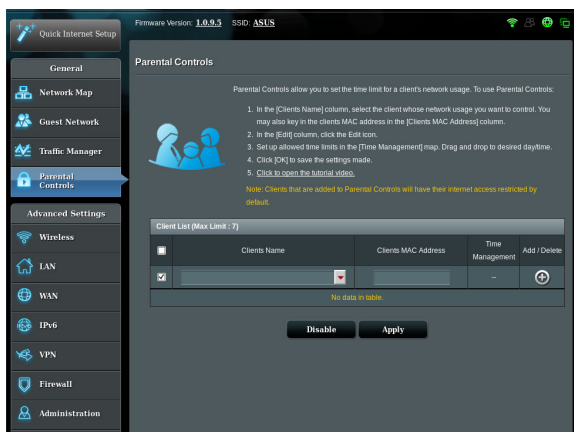 Quick Internet Setup
Firmware Version: 1.0.9.5 SSID: ASUS
General
Network Map
Guest Network
Traffic Manager
Parental
Controls
Advanced Settings
Wireless
LAN
WAN
IPv6
VPN
Firewall
Administration
Parental Controls
Parental Controls allow you to set the time limit for a client's network usage. To use Parental Controls:
1. In the [Clients Name] column, select the client whose network usage you want to control. You
may also key in the clients MAC address in the [Clients MAC Address] column.
2. In the [Edit] column, click the Edit icon.
3. Set up allowed time limits in the [Time Management] map. Drag and drop to desired day/time.
4. Click [OK] to save the settings made.
5. Click to open the tutorial video.
Note: Clients that are added to Parental Controls will have their internet access restricted by
default.
Client List (Max Limit : 7)
Clients Name Clients MAC Address Time
Management Add / Delete
--
No data in table.
Disable Apply